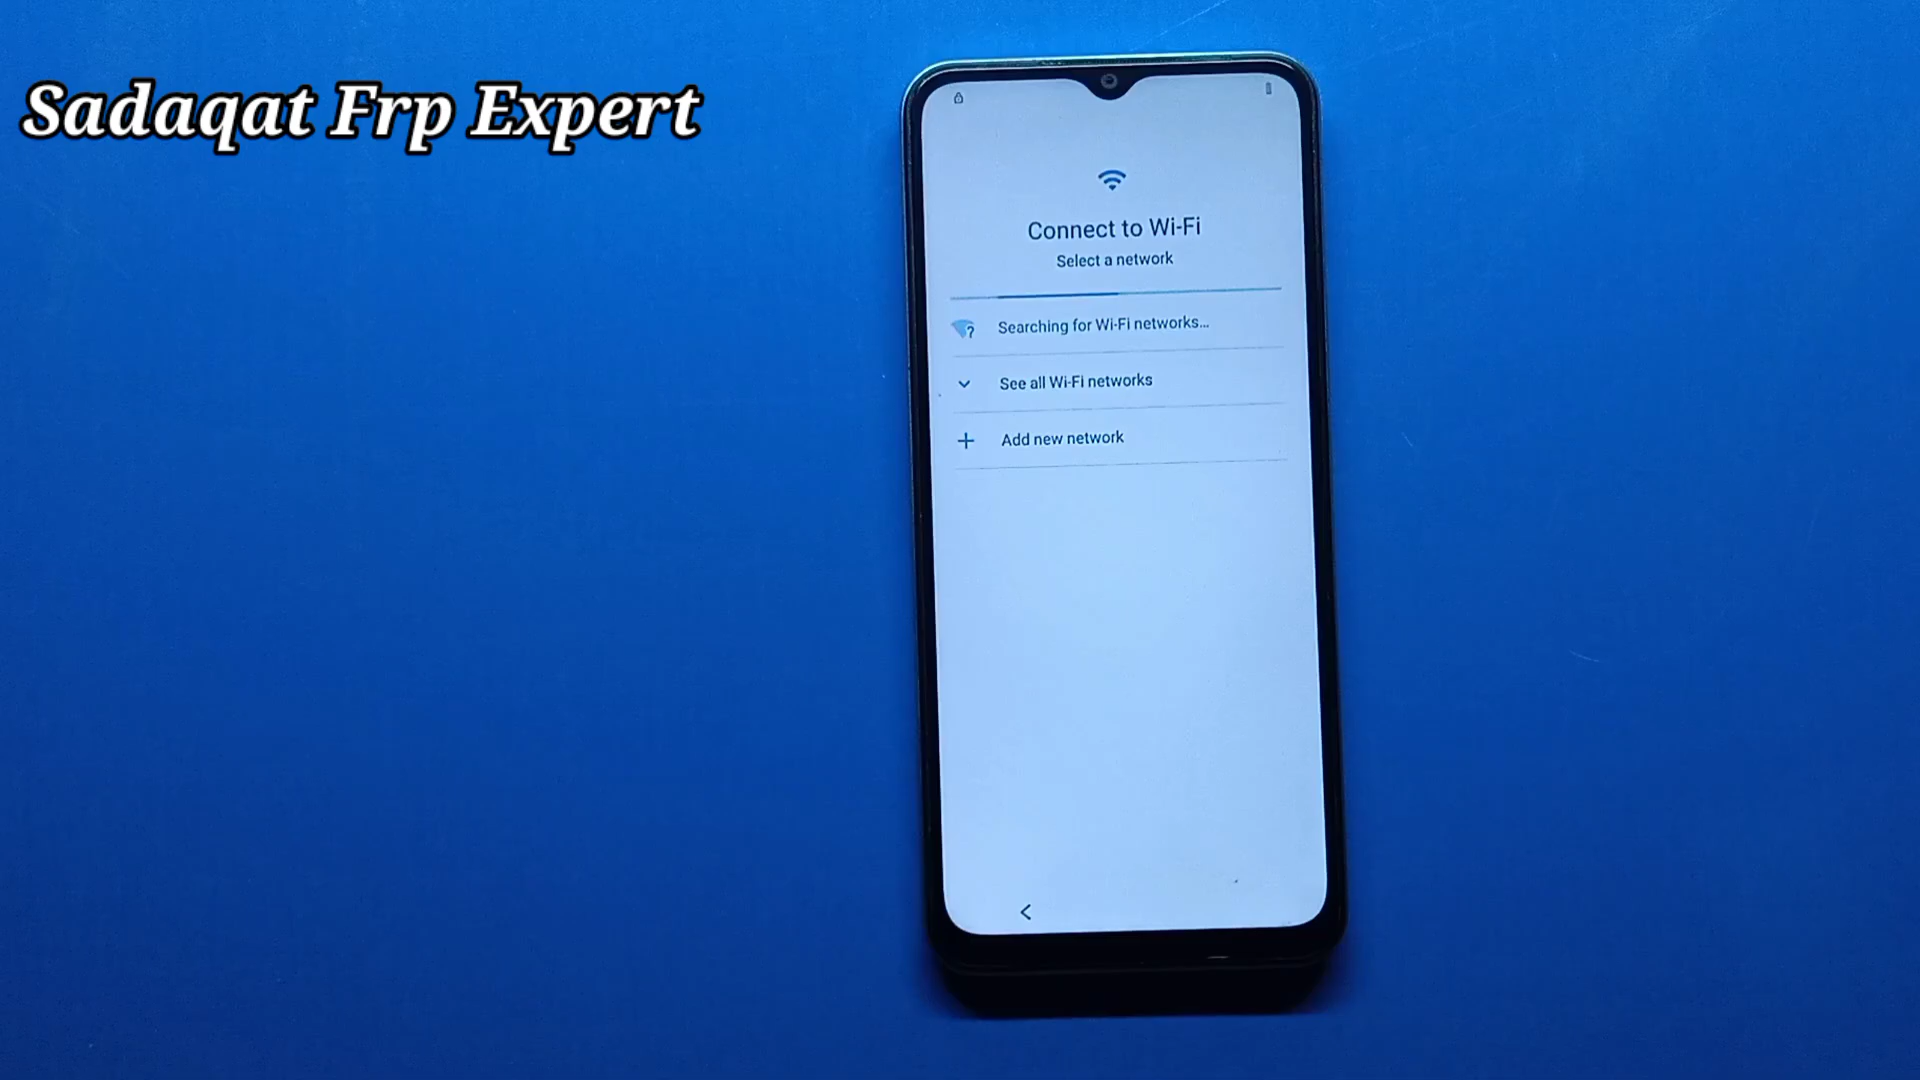 Sadaqat Frp Expert
Connect to Wi-Fi
Select a network
Searching for Wi-Fi networks...
See all Wi-Fi networks
Add new network